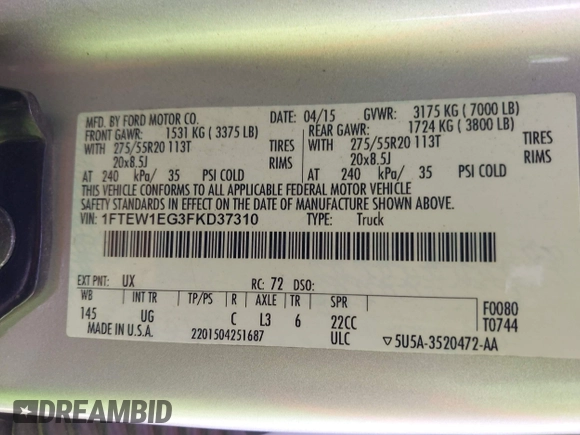 MFD. BY FORD MOTOR CO.
DATE: 04/15 GVWR: 3175 KG ( 7000 LB)
FRONT GAWR: 1531 KG ( 3375 LB) REAR GAWR: 1724 KG ( 3800 LB)
WITH 275/55R20 113T TIRES WITH 275/55R20 113T TIRES
20x8.5J RIMS 20x8.5J RIMS
AT 240 kPa/ 35 PSI COLD AT 240 kPa/ 35 PSI COLD
THIS VEHICLE CONFORMS TO ALL APPLICABLE FEDERAL MOTOR VEHICLE
SAFETY STANDARDS IN EFFECT ON THE DATE OF MANUFACTURE SHOWN ABOVE.
VIN: 1FTEW1EG3FKD37310 TYPE: Truck
EXT PNT: UX RC: 72 DSO:
WB INT TR TP/PS R AXLE TR SPR
145 UG C L3 6 22CC
ULC
F0080
T0744
MADE IN U.S.A. 2201504251687
▽5U5A-3520472-AA
DREAMBID